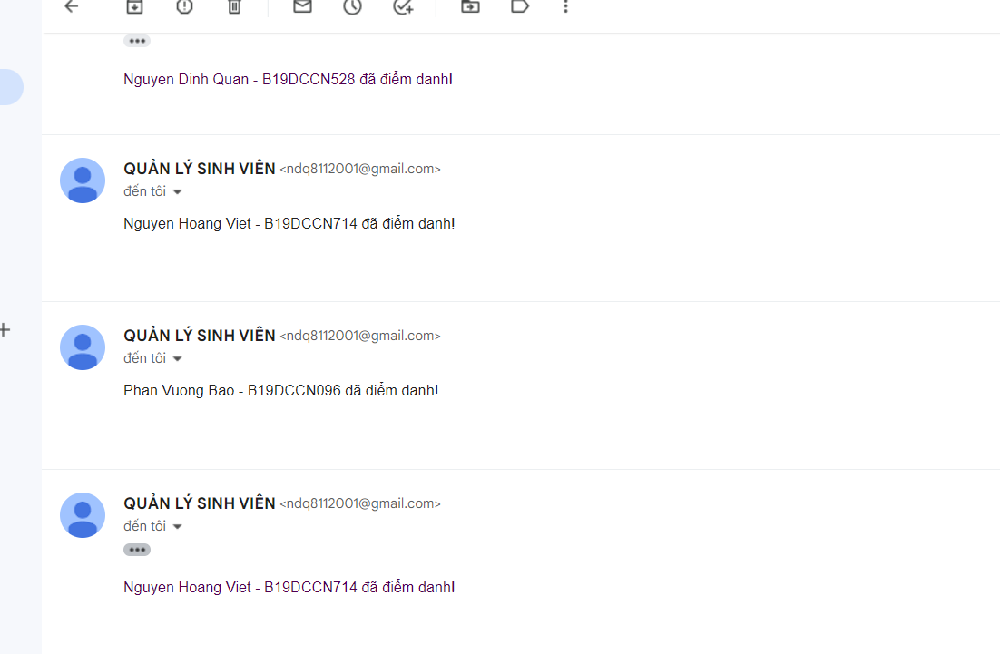 Nguyen Dinh Quan - B19DCCN528 đã điểm danh!
QUẢN LÝ SINH VIÊN <ndq8112001@gmail.com>
đến tôi
Nguyen Hoang Viet - B19DCCN714 đã điểm danh!
QUẢN LÝ SINH VIÊN <ndq8112001@gmail.com>
đến tôi
Phan Vuong Bao - B19DCCN096 đã điểm danh!
QUẢN LÝ SINH VIÊN <ndq8112001@gmail.com>
đến tôi
Nguyen Hoang Viet - B19DCCN714 đã điểm danh!